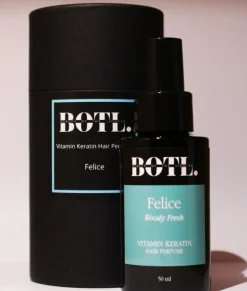 BOTL.
Vitamin Keratin Hair
Felice
BOTL.
Felice
Woody Fresh
VITAMIN KERATIN
HAIR PERFUME
50 ml